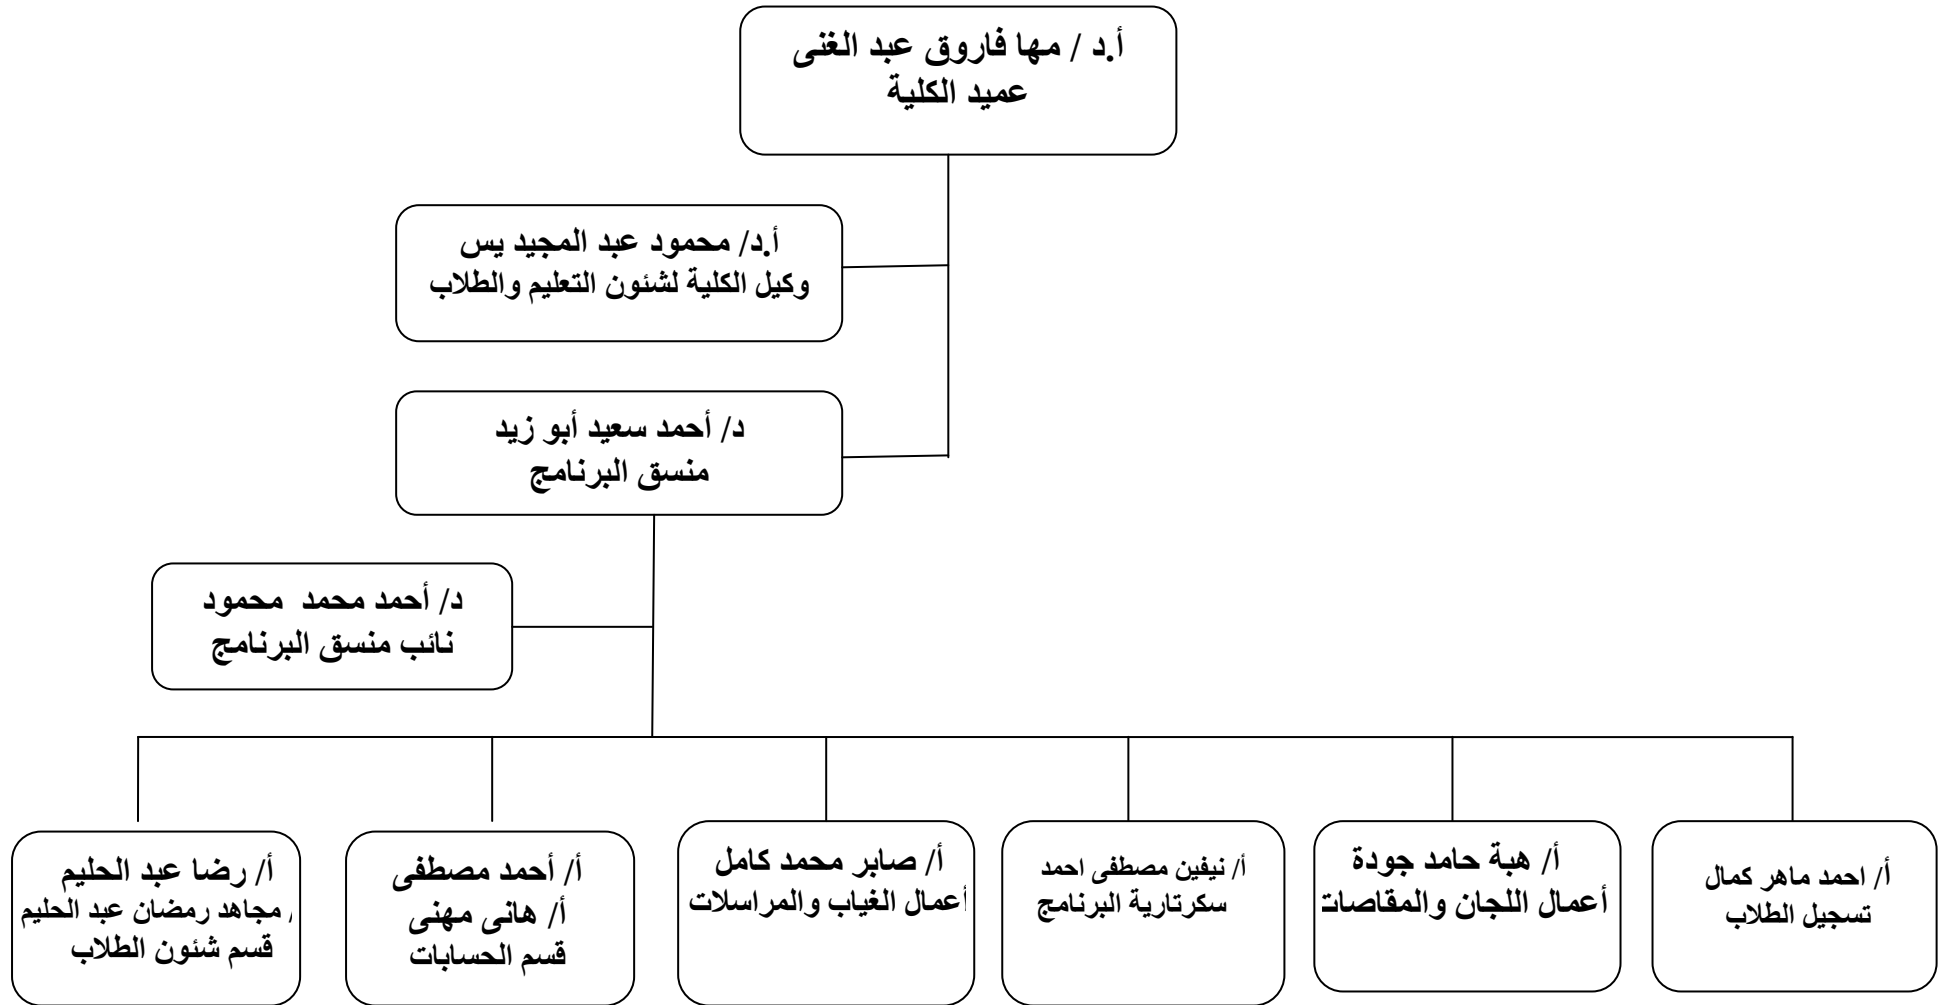 أ.د / مها فاروق عبد الغنى
عميد الكلية
أ.د/ محمود عبد المجيد يس
وكيل الكلية لشئون التعليم والطلاب
د/ أحمد سعيد أبو زيد
منسق البرنامج
د/ أحمد محمد محمود
نائب منسق البرنامج
أ/ احمد ماهر كمال
تسجيل الطلاب
أ/ هبة حامد جودة
أعمال اللجان والمقاصات
أ/ نيفين مصطفى احمد
سكرتارية البرنامج
أ/ صابر محمد كامل
أعمال الغياب والمراسلات
أ/ أحمد مصطفى
أ/ هانى مهنى
قسم الحسابات
أ/ رضا عبد الحليم
/ مجاهد رمضان عبد الحليم
قسم شئون الطلاب